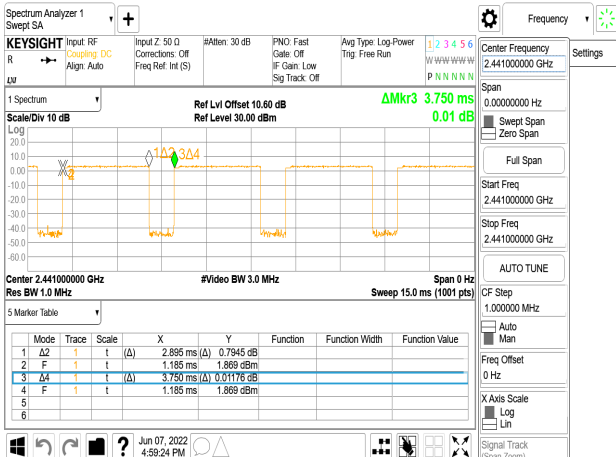 Spectrum Analyzer 1
Swept SA
Frequency
Settings
KEYSIGHT
R
Input: RF
Coupling: DC
Align: Auto
Input Z: 50 Ω
Corrections: Off
Freq Ref: Int (S)
#Atten: 30 dB
PNO: Fast
Gate: Off
IF Gain: Low
Sig Track: Off
Avg Type: Log-Power
Trig: Free Run
1 2 3 4 5 6
W W W W W W
P N N N N N
1 Spectrum
Scale/Div 10 dB
Ref Lvl Offset 10.60 dB
Ref Level 30.00 dBm
ΔMkr3 3.750 ms
0.01 dB
Log
20.0
10.0
0.00
-10.0
-20.0
-30.0
-40.0
-50.0
-60.0
1Δ2
3Δ4
Center 2.441000000 GHz
Res BW 1.0 MHz
#Video BW 3.0 MHz
Span 0 Hz
Sweep 15.0 ms (1001 pts)
5 Marker Table
Mode Trace Scale X Y Function Function Width Function Value
1 Δ2 1 t (Δ) 2.895 ms (Δ) 0.7945 dB
2 F 1 t 1.185 ms 1.869 dBm
3 Δ4 1 t (Δ) 3.750 ms (Δ) 0.01176 dB
4 F 1 t 1.185 ms 1.869 dBm
5
6
Jun 07, 2022
4:59:24 PM
Center Frequency
2.441000000 GHz
Span
0.00000000 Hz
Swept Span
Zero Span
Full Span
Start Freq
2.441000000 GHz
Stop Freq
2.441000000 GHz
AUTO TUNE
CF Step
1.000000 MHz
Auto
Man
Freq Offset
0 Hz
X Axis Scale
Log
Lin
Signal Track
(Span Zoom)